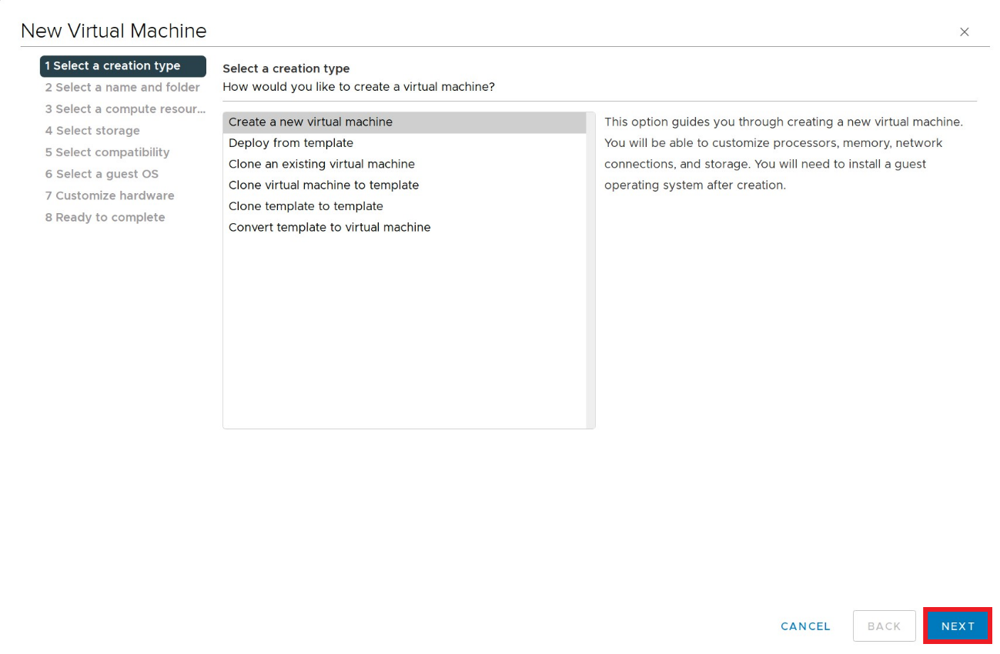 New Virtual Machine
1 Select a creation type
2 Select a name and folder
3 Select a compute resour...
4 Select storage
5 Select compatibility
6 Select a guest OS
7 Customize hardware
8 Ready to complete
Select a creation type
How would you like to create a virtual machine?
Create a new virtual machine
Deploy from template
Clone an existing virtual machine
Clone virtual machine to template
Clone template to template
Convert template to virtual machine
This option guides you through creating a new virtual machine.
You will be able to customize processors, memory, network
connections, and storage. You will need to install a guest
operating system after creation.
CANCEL
BACK
NEXT